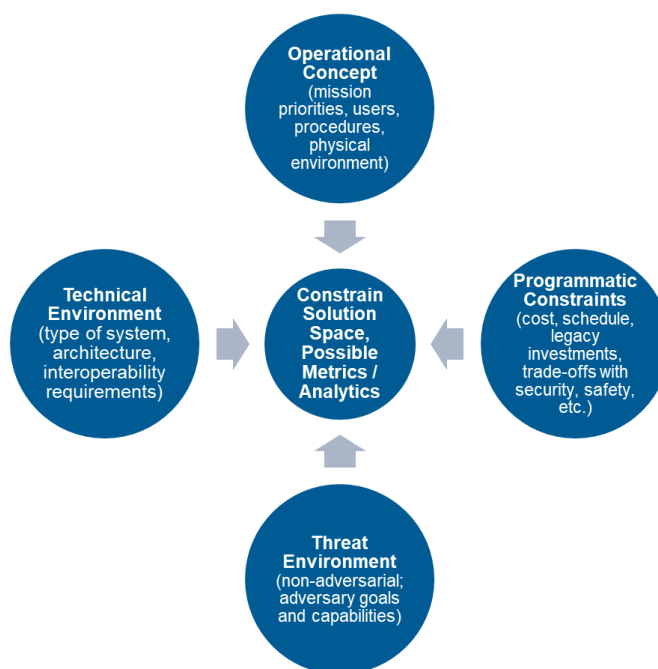 Operational
Concept
(mission
priorities, users,
procedures,
physical
environment)
Technical
Environment
(type of system,
architecture,
interoperability
requirements)
Constrain
Solution
Space,
Possible
Metrics /
Analytics
Programmatic
Constraints
(cost, schedule,
legacy
investments,
trade-offs with
security, safety,
etc.)
Threat
Environment
(non-adversarial;
adversary goals
and capabilities)